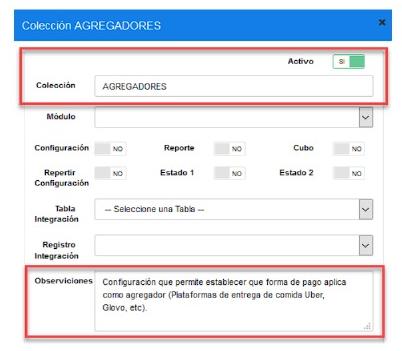 Colección AGREGADORES ×
Activo SI
Colección AGREGADORES
Módulo
Configuración NO Reporte NO Cubo NO
Repertir Configuración NO Estado 1 NO Estado 2 NO
Tabla Integración -- Seleccione una Tabla --
Registro Integración
Observiciones Configuración que permite establecer que forma de pago aplica
como agregador (Plataformas de entrega de comida Uber,
Glovo, etc).